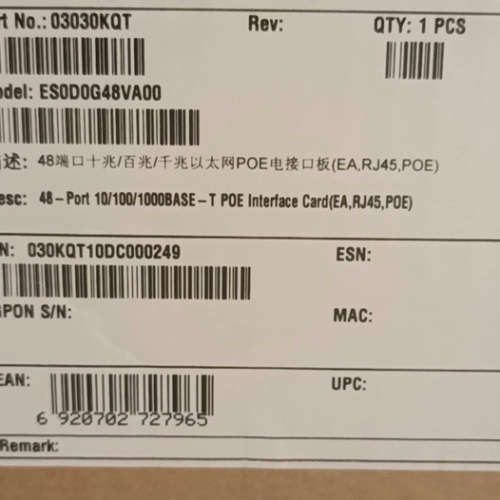 rt No.: 03030KQT Rev: QTY: 1 PCS
odel: ES0D0G48VA00
描述: 48端口十兆/百兆/千兆以太网POE电接口板(EA,RJ45,POE)
esc: 48-Port 10/100/1000BASE-T POE Interface Card(EA,RJ45,POE)
N: 030KQT10DC000249 ESN:
GPON S/N: MAC:
EAN: UPC:
6 920702 727965
Remark: